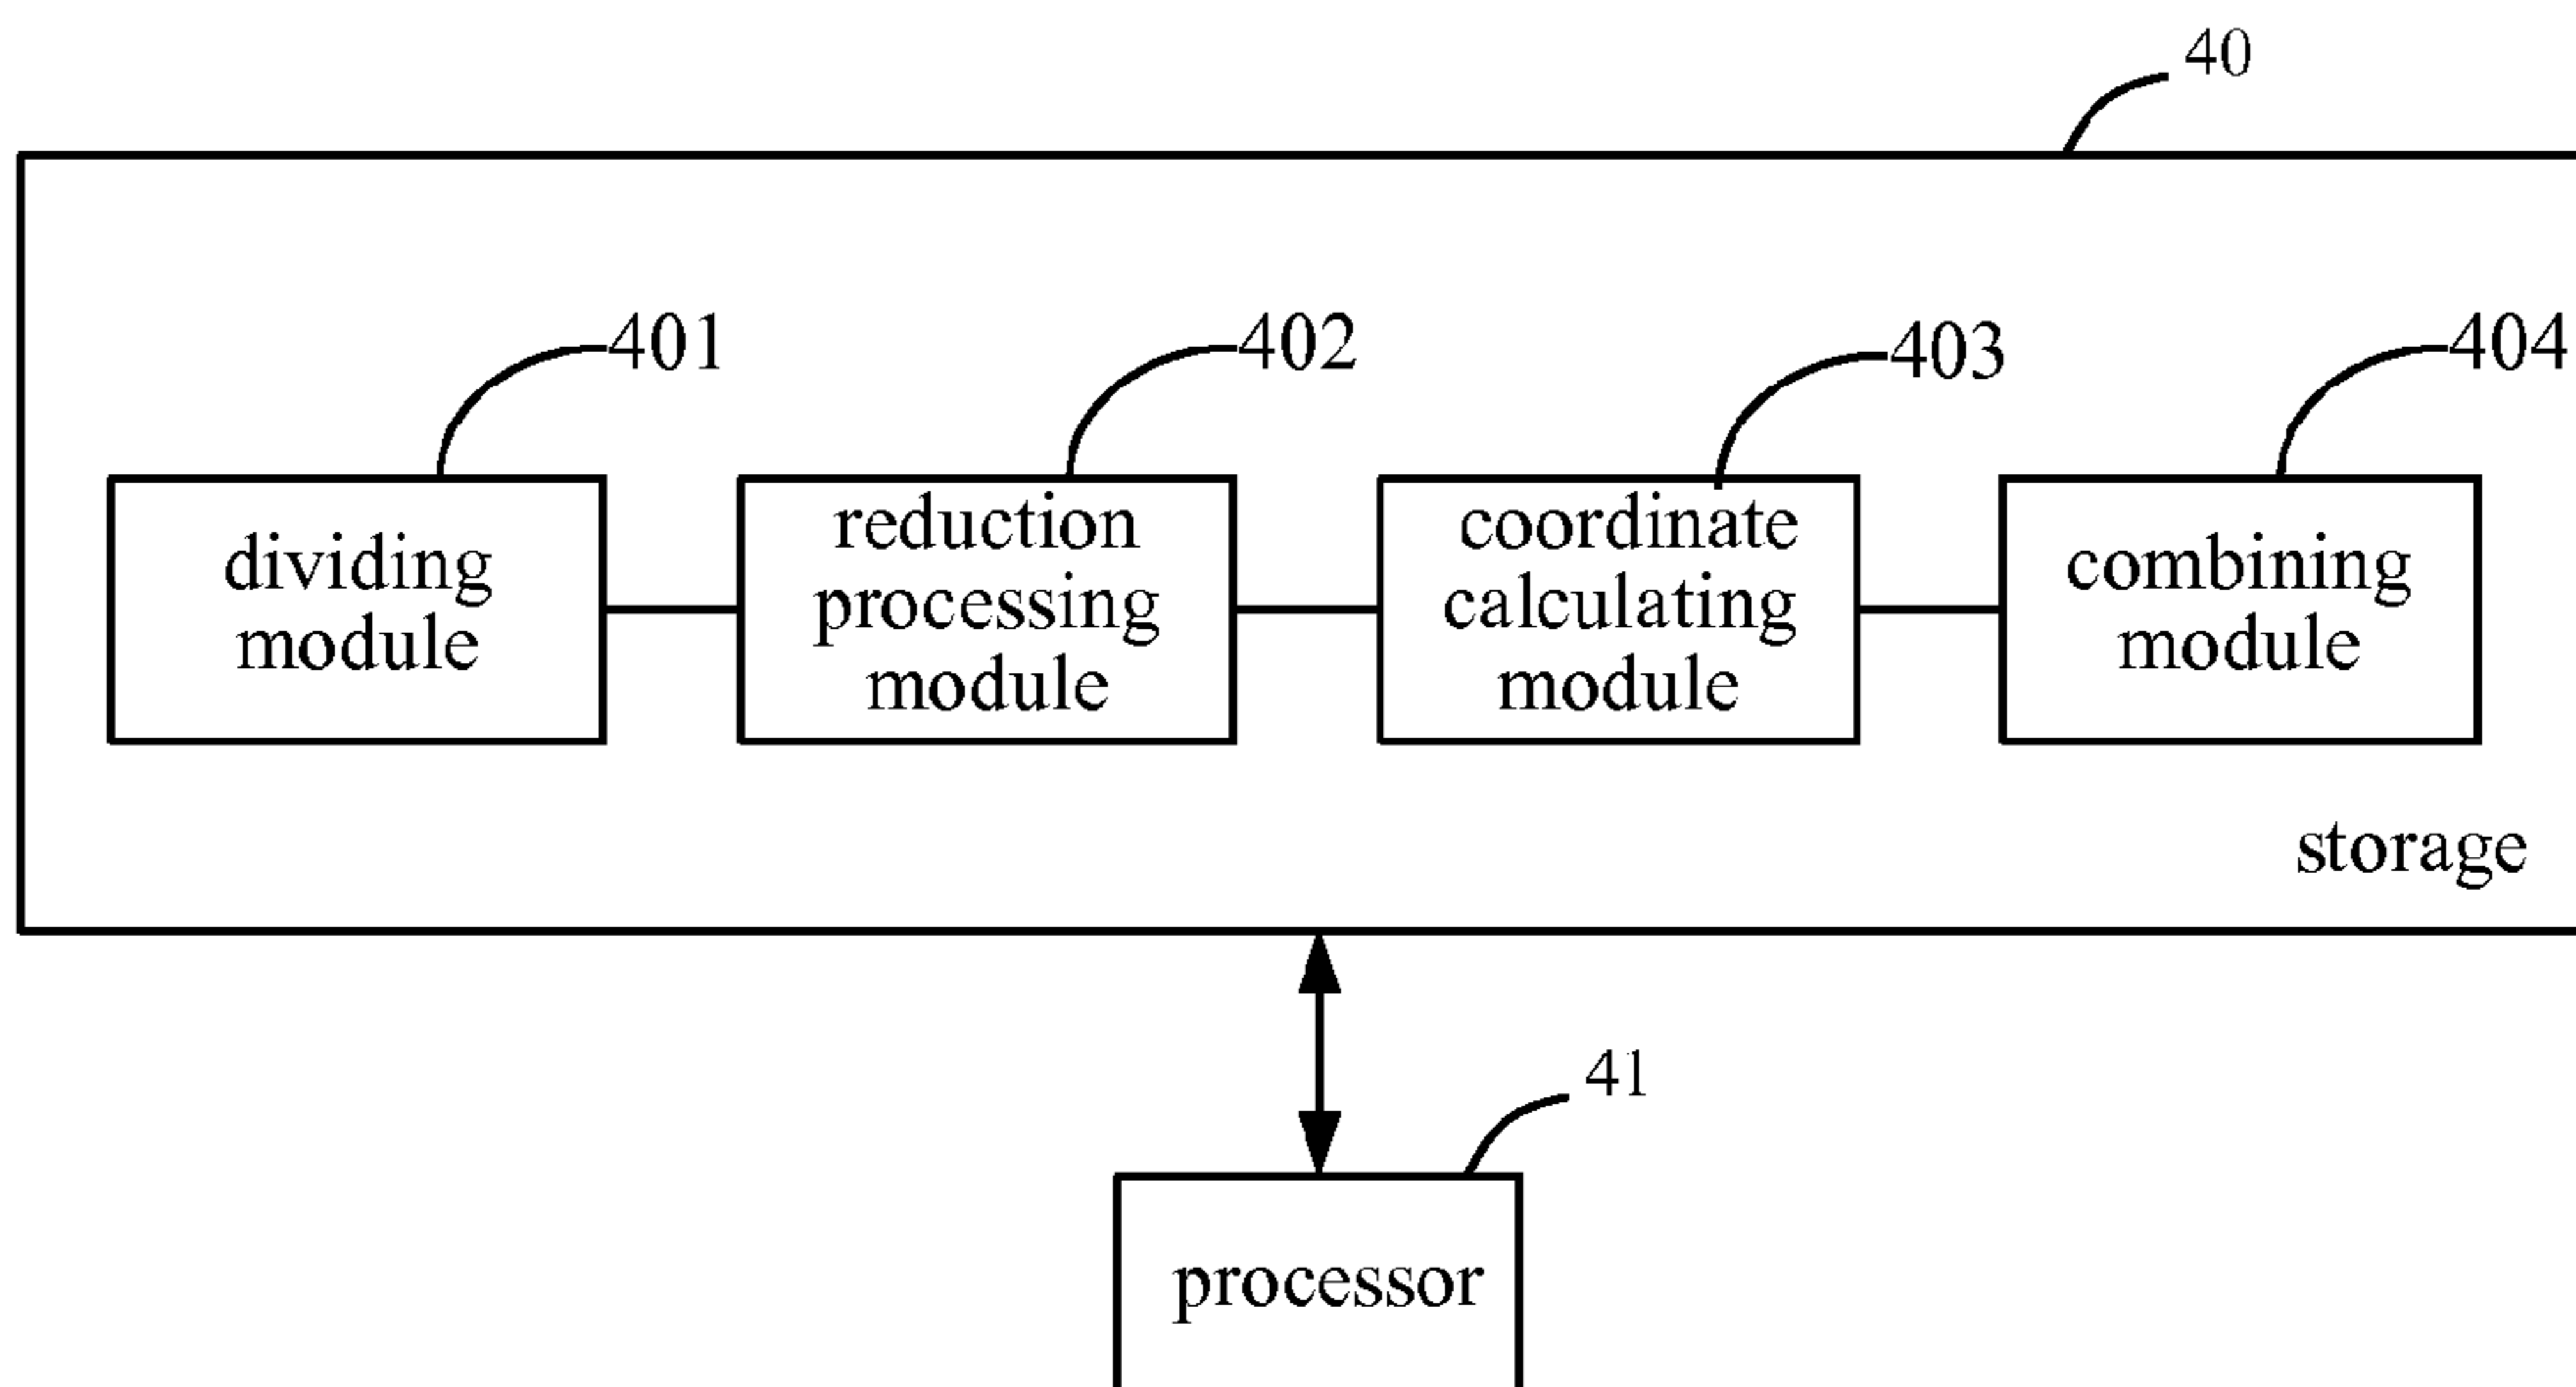 40
401
402
403
404
dividing
module
reduction
processing
module
coordinate
calculating
module
combining
module
storage
41
processor